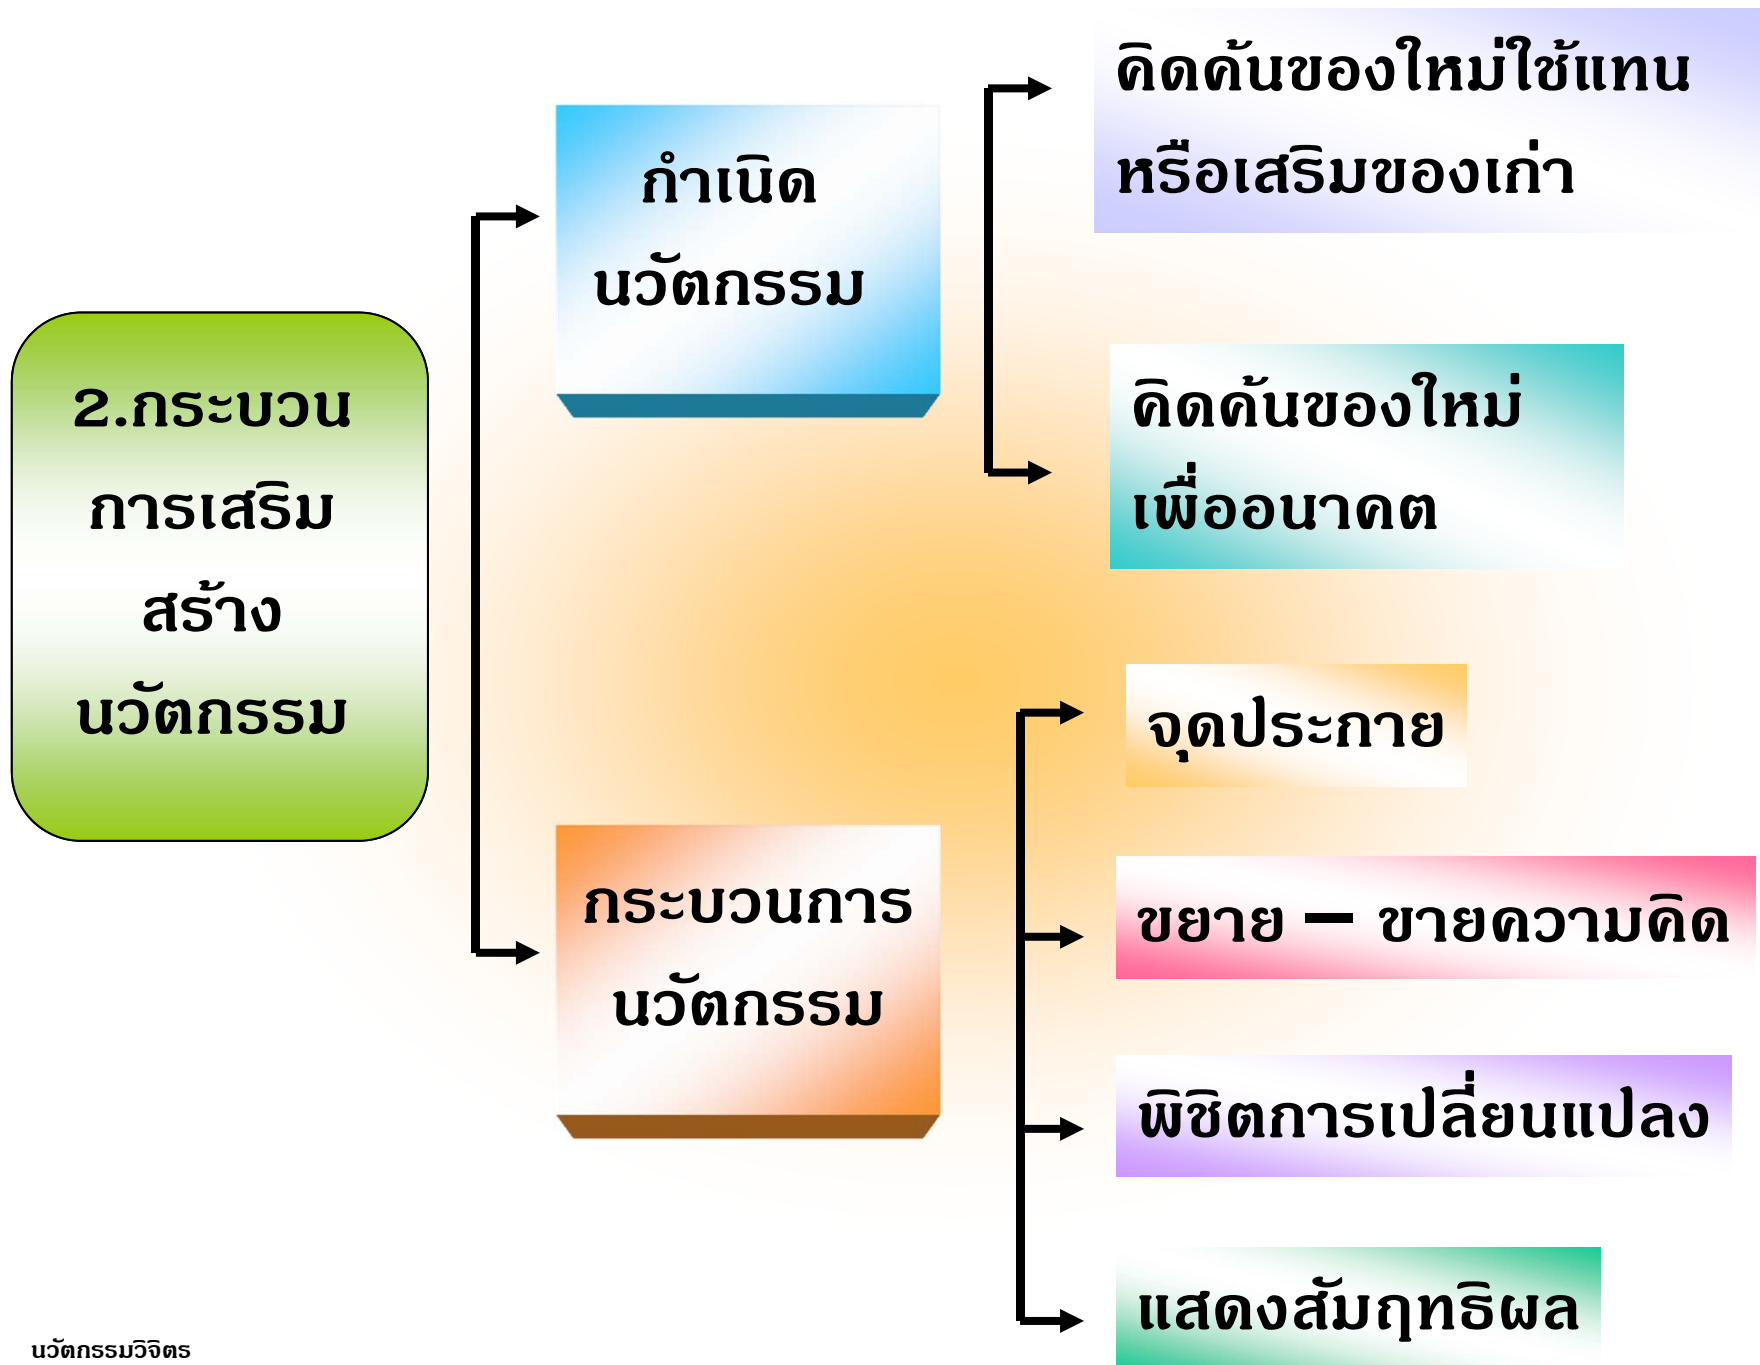 2.กระบวน
การเสริม
สร้าง
นวัตกรรม
กำเนิด
นวัตกรรม
คิดค้นของใหม่ใช้แทน
หรือเสริมของเก่า
คิดค้นของใหม่
เพื่ออนาคต
กระบวนการ
นวัตกรรม
จุดประกาย
ขยาย – ขายความคิด
พิชิตการเปลี่ยนแปลง
แสดงสัมฤทธิผล
นวัตกรรมวิจิตร